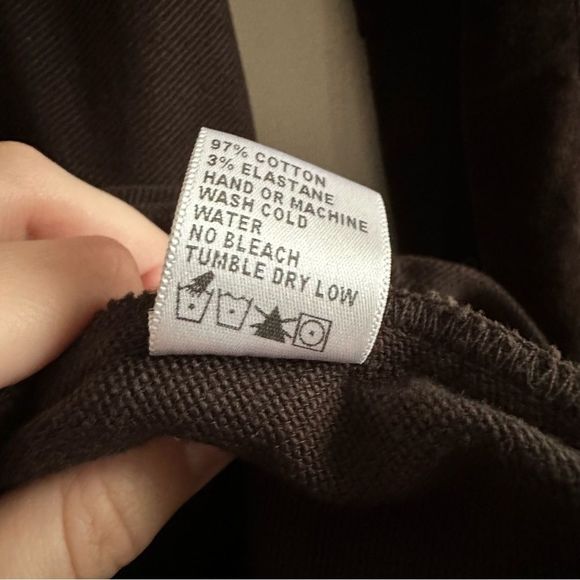 97% COTTON
3% ELASTANE
HAND OR MACHINE
WASH COLD
WATER
NO BLEACH
TUMBLE DRY LOW